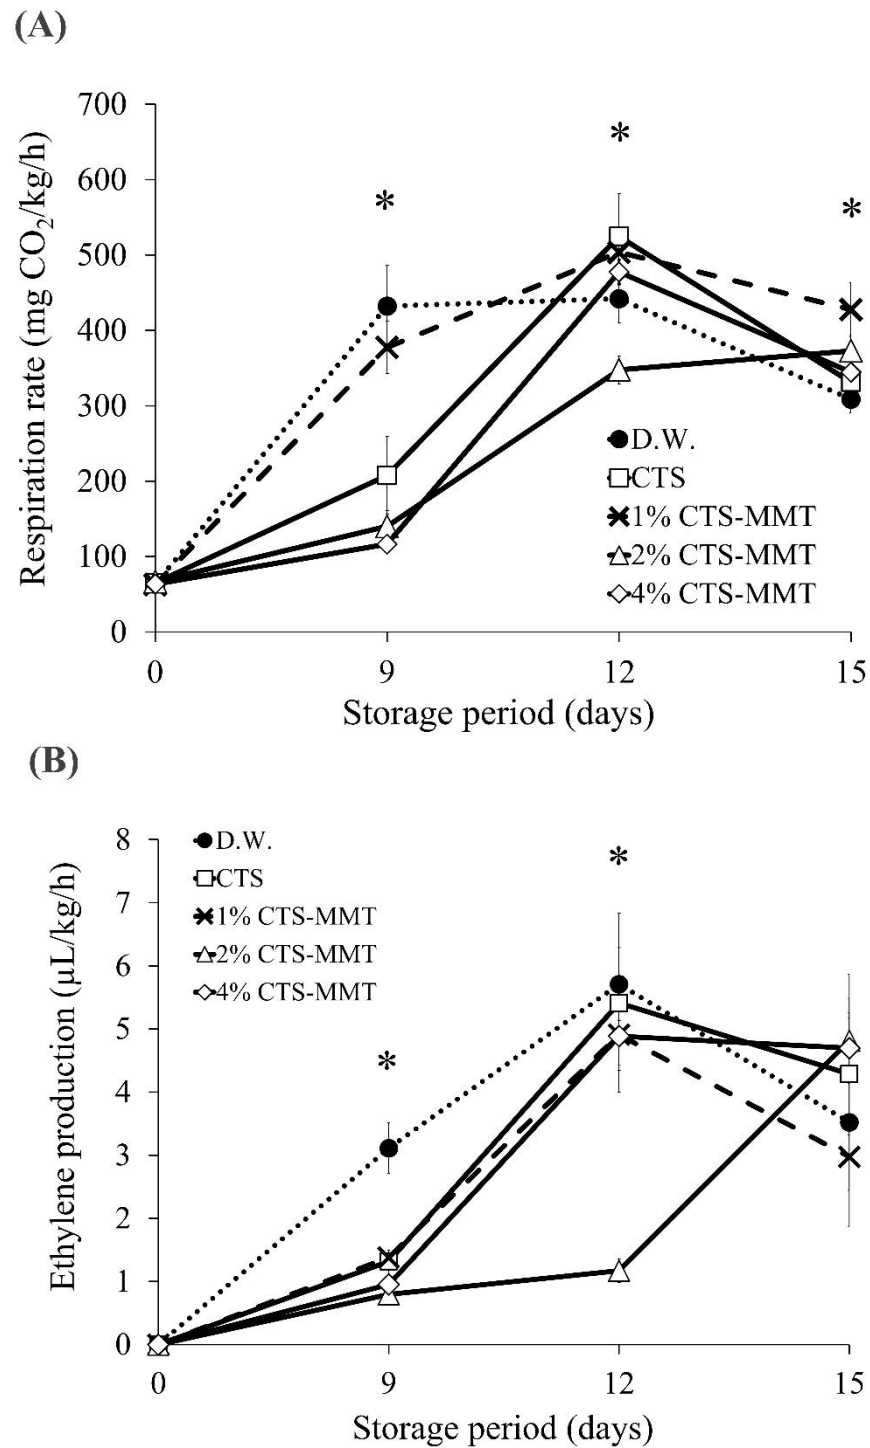 (A)
700
600
500
400
300
200
100
0
Respiration rate (mg CO₂/kg/h)
*
*
*
D.W.
CTS
1% CTS-MMT
2% CTS-MMT
4% CTS-MMT
0 9 12 15
Storage period (days)
(B)
8
7
6
5
4
3
2
1
0
Ethylene production (µL/kg/h)
D.W.
CTS
1% CTS-MMT
2% CTS-MMT
4% CTS-MMT
*
*
0 9 12 15
Storage period (days)